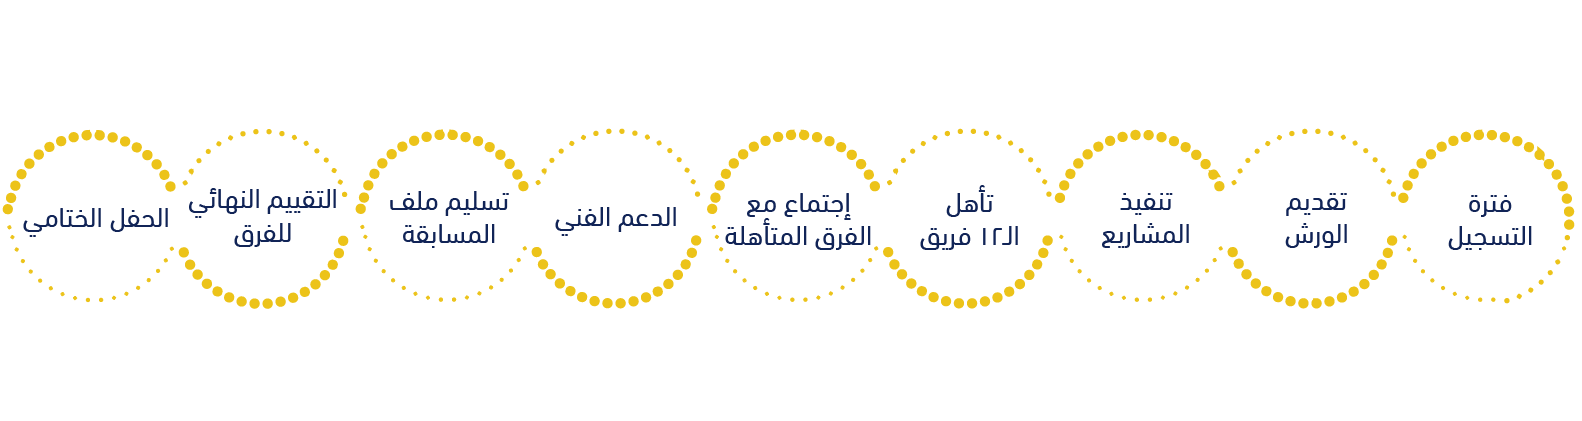 فترة
التسجيل
تقديم
الورش
تنفيذ
المشاريع
تأهل
الـ١٢ فريق
إجتماع مع
الفرق المتأهلة
الدعم الفني
تسليم ملف
المسابقة
التقييم النهائي
للفرق
الحفل الختامي